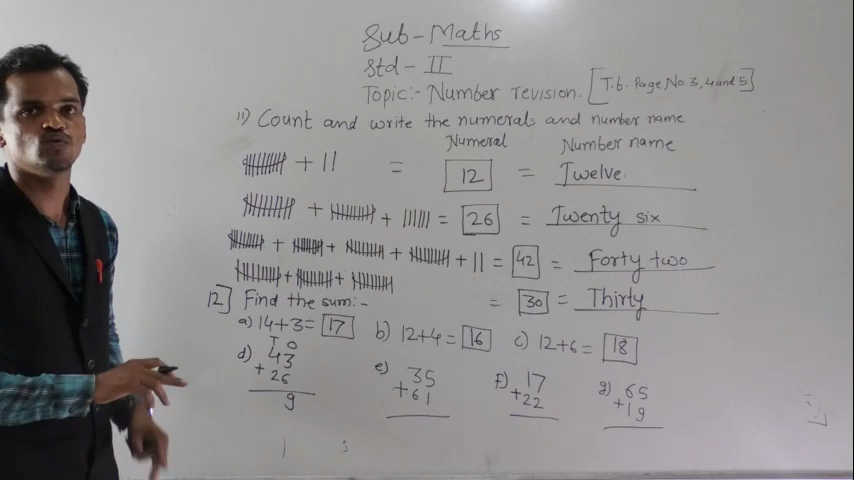 Sub-Maths
Std- II
Topic:- Number revision. [T.b. Page No.3, 4 and 5]
11) Count and write the numerals and number name
Numeral Number name
+ 11 = 12 = Twelve.
+ + = 26 = Twenty six
+ + + + 11 = 42 = Forty two
+ + = 30 = Thirty
12] Find the sum:-
a) 14+3= 17 b) 12+4= 16 c) 12+6= 18
T O
d) 43 e) 35 f) 17 g) 65
+26 +61 +22 +19
9